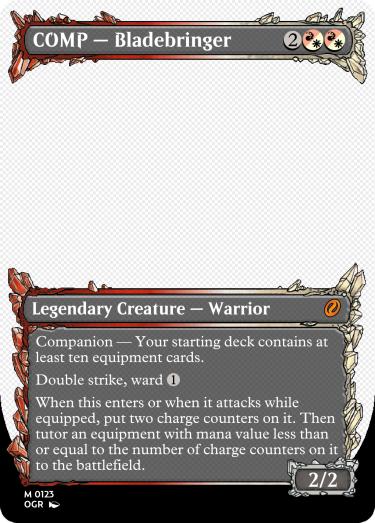 COMP — Bladebringer 2
Legendary Creature — Warrior
Companion — Your starting deck contains at
least ten equipment cards.
Double strike, ward 1
When this enters or when it attacks while
equipped, put two charge counters on it. Then
tutor an equipment with mana value less than
or equal to the number of charge counters on it
to the battlefield.
2/2
M 0123
OGR